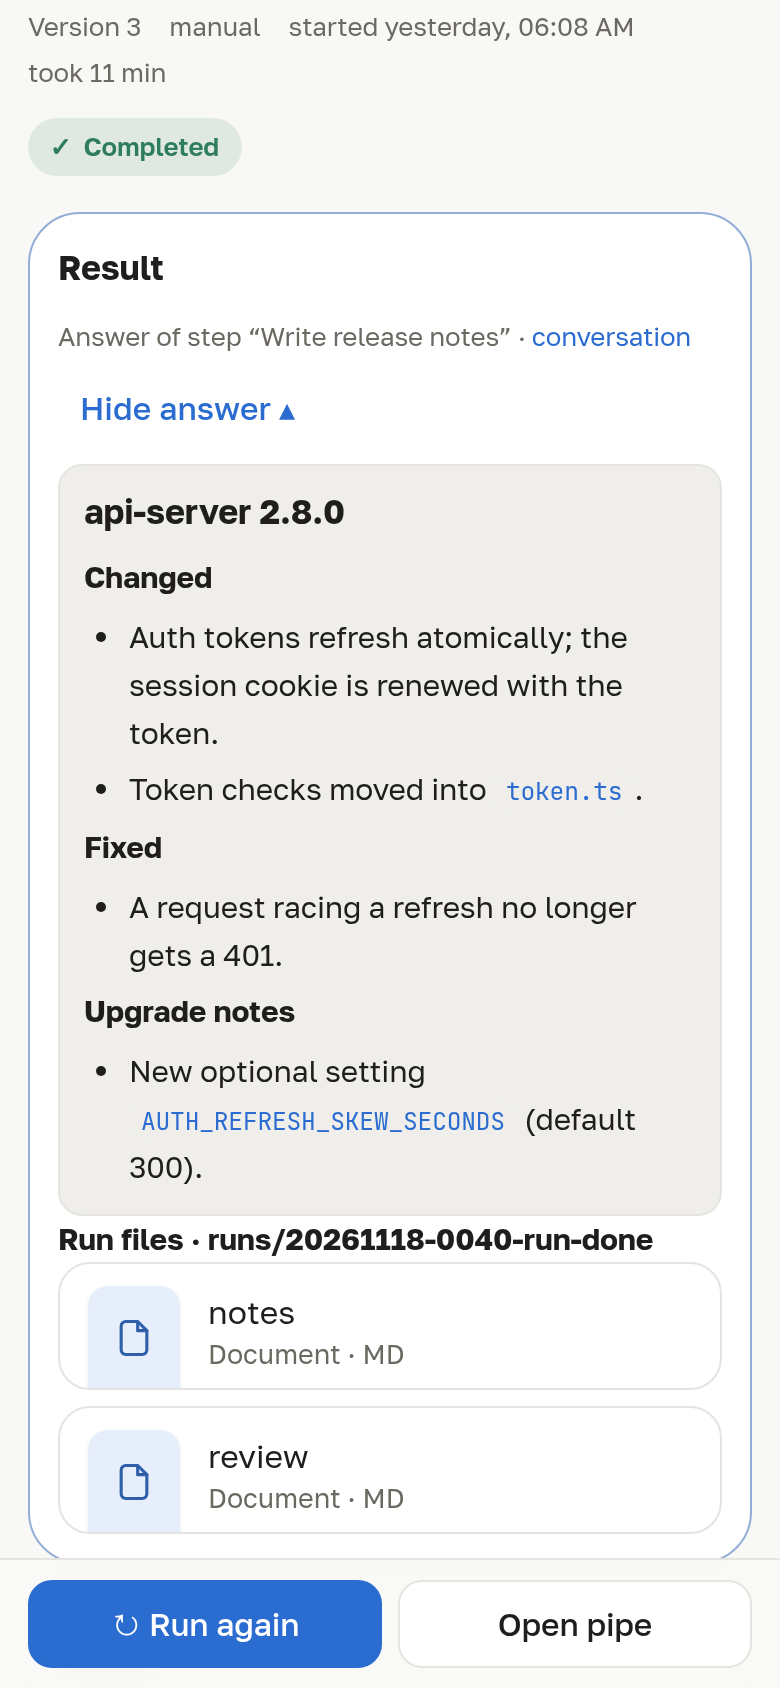 Version 3 manual started yesterday, 06:08 AM
took 11 min
✓ Completed
Result
Answer of step “Write release notes” · conversation
Hide answer ▴
api-server 2.8.0
Changed
• Auth tokens refresh atomically; the
session cookie is renewed with the
token.
• Token checks moved into token.ts .
Fixed
• A request racing a refresh no longer
gets a 401.
Upgrade notes
• New optional setting
AUTH_REFRESH_SKEW_SECONDS (default
300).
Run files · runs/20261118-0040-run-done
notes
Document · MD
review
Document · MD
↻ Run again
Open pipe